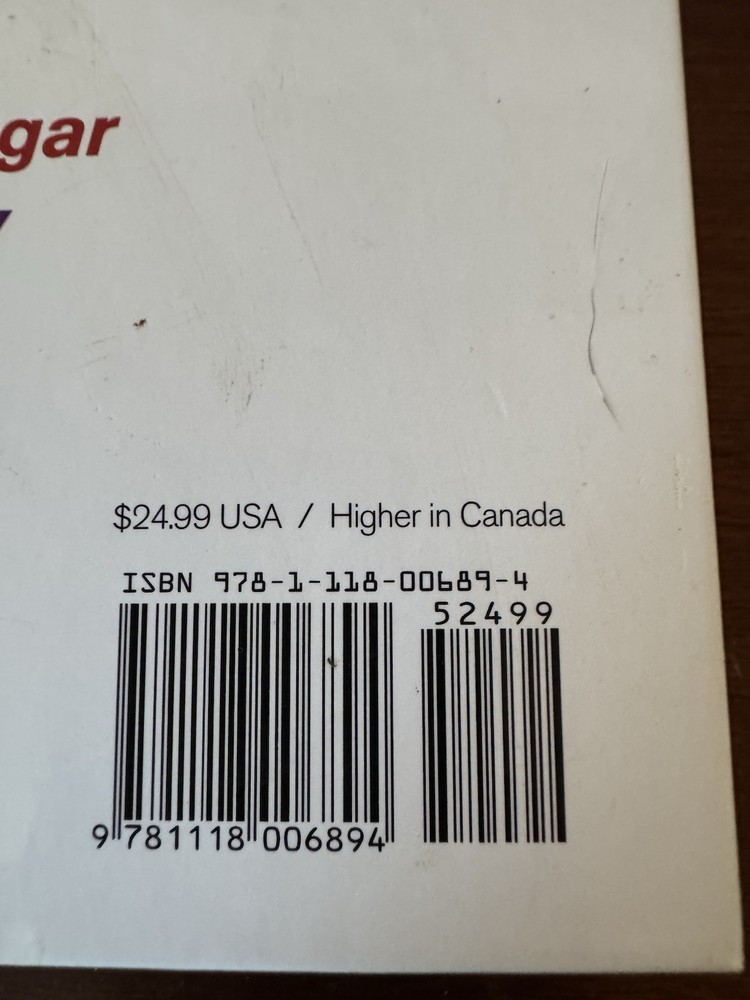 gar
$24.99 USA / Higher in Canada
ISBN 978-1-118-00689-4
52499
9 781118 006894